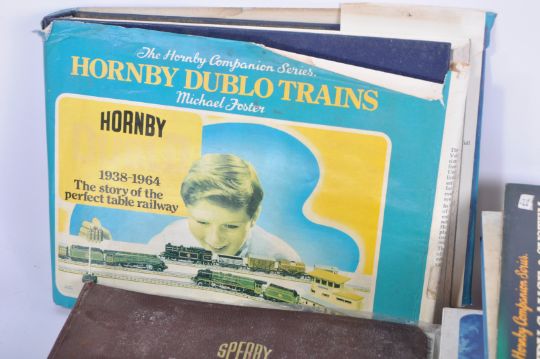 The Hornby Companion Series.
HORNBY DUBLO TRAINS
Michael Foster
HORNBY
1938-1964
The story of the
perfect table railway
SPERRY
Hornby Companion Series.